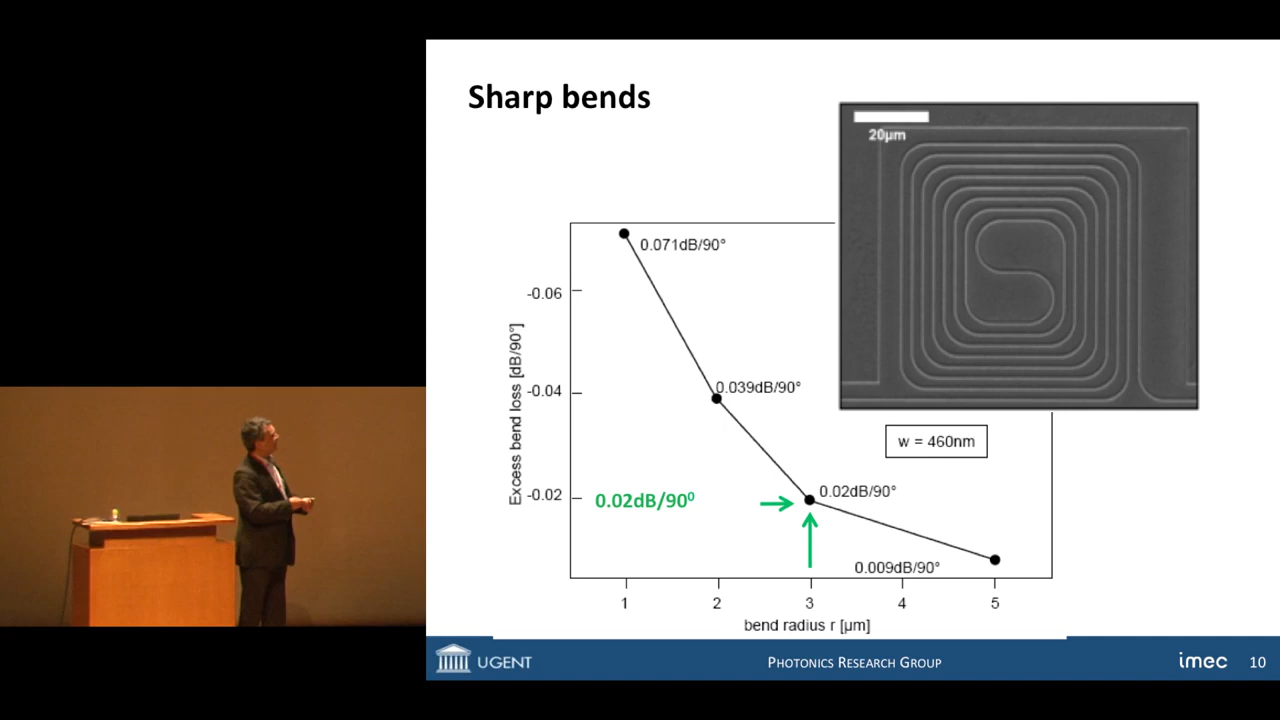 Sharp bends
20µm
0.071dB/90°
-0.06
0.039dB/90°
-0.04
w = 460nm
0.02dB/90°
-0.02
0.02dB/90⁰
0.009dB/90°
Excess bend loss [dB/90°]
1 2 3 4 5
bend radius r [µm]
UGENT
PHOTONICS RESEARCH GROUP
imec
10